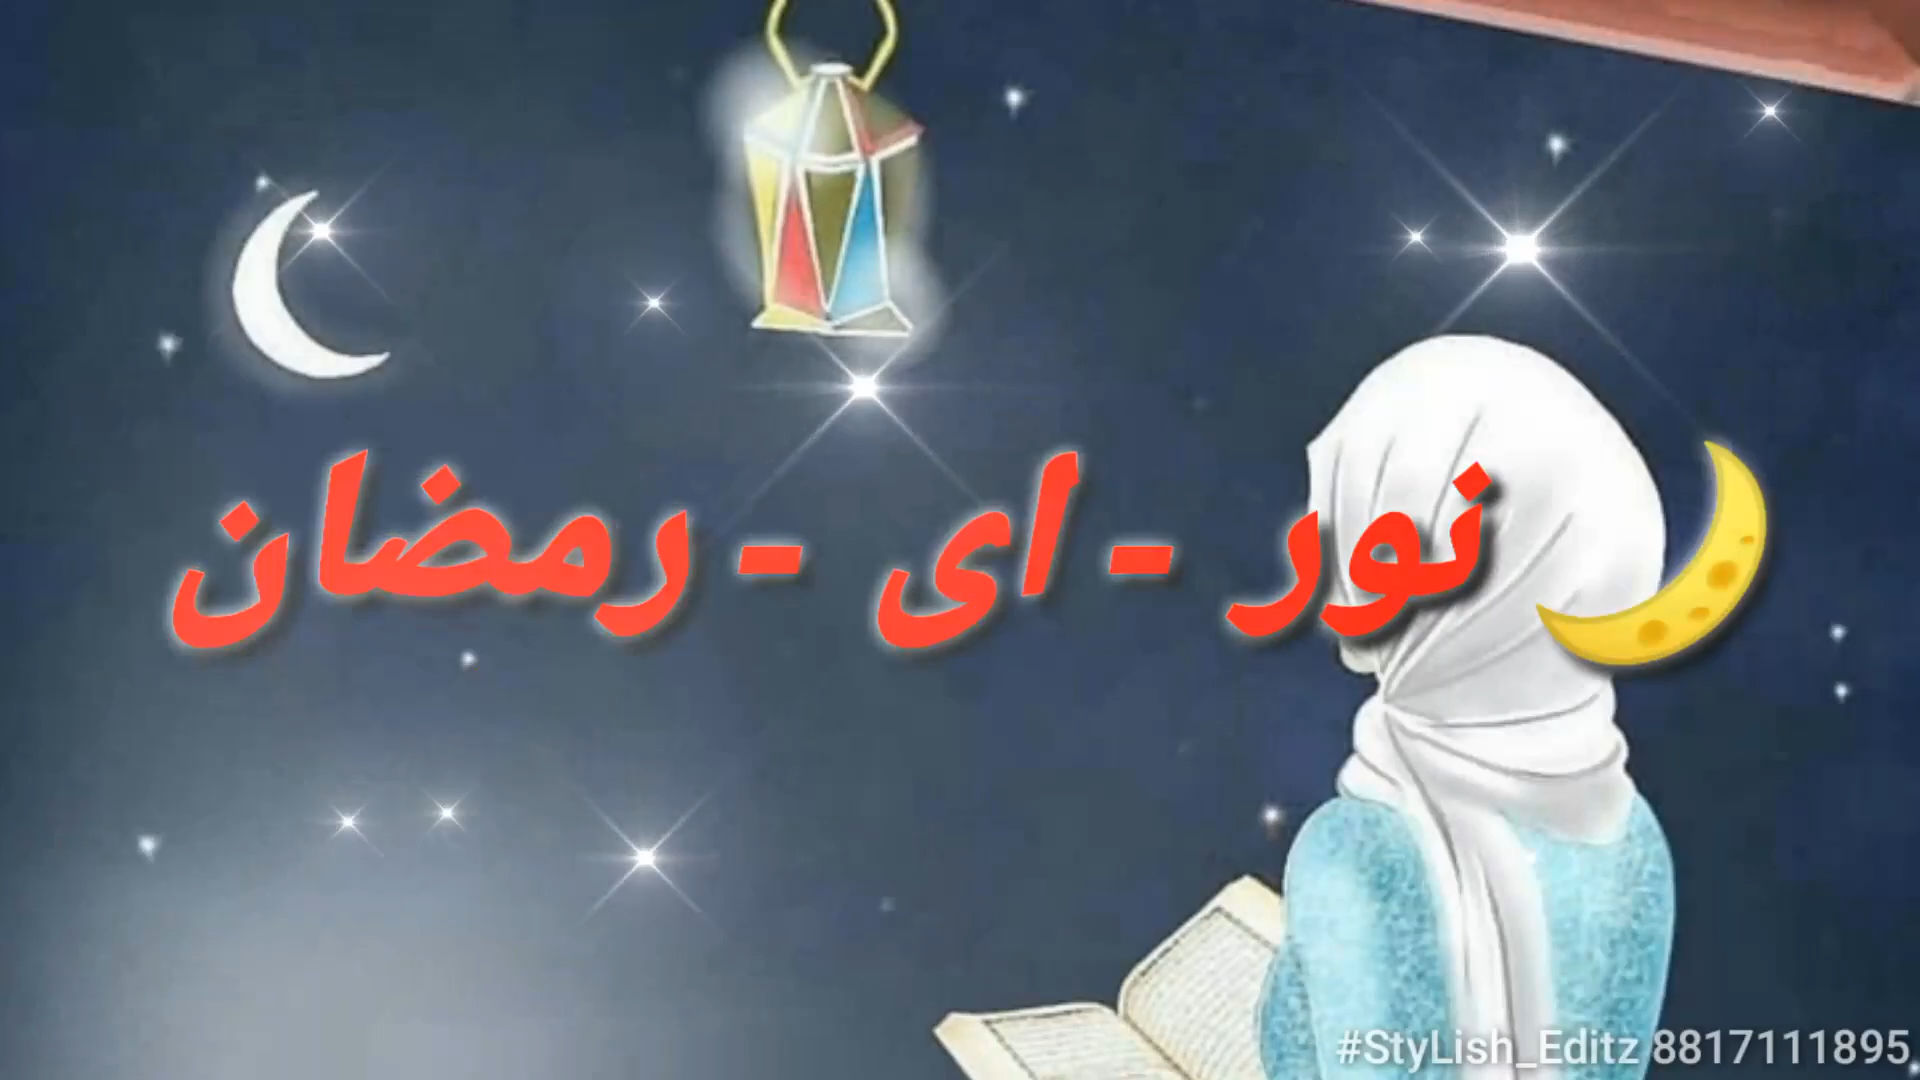 نور - ای - رمضان 🌙
#StyLish_Editz 8817111895